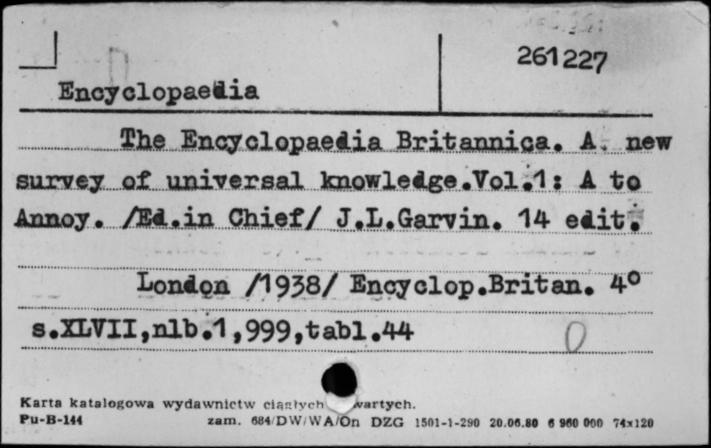 261227
Encyclopaedia
The Encyclopaedia Britannica. A new
survey of universal knowledge.Vol.1: A to
Annoy. /Ed.in Chief/ J.L.Garvin. 14 edit.
London /1938/ Encyclop.Britan. 4°
s.XLVII,nlb.1,999,tabl.44
0
Karta katalogowa wydawnictw ciągłych
Pu-B-144 zam. 684/DW/WA/On DZG 1501-1-290 20.06.80 6 960 000 74x120